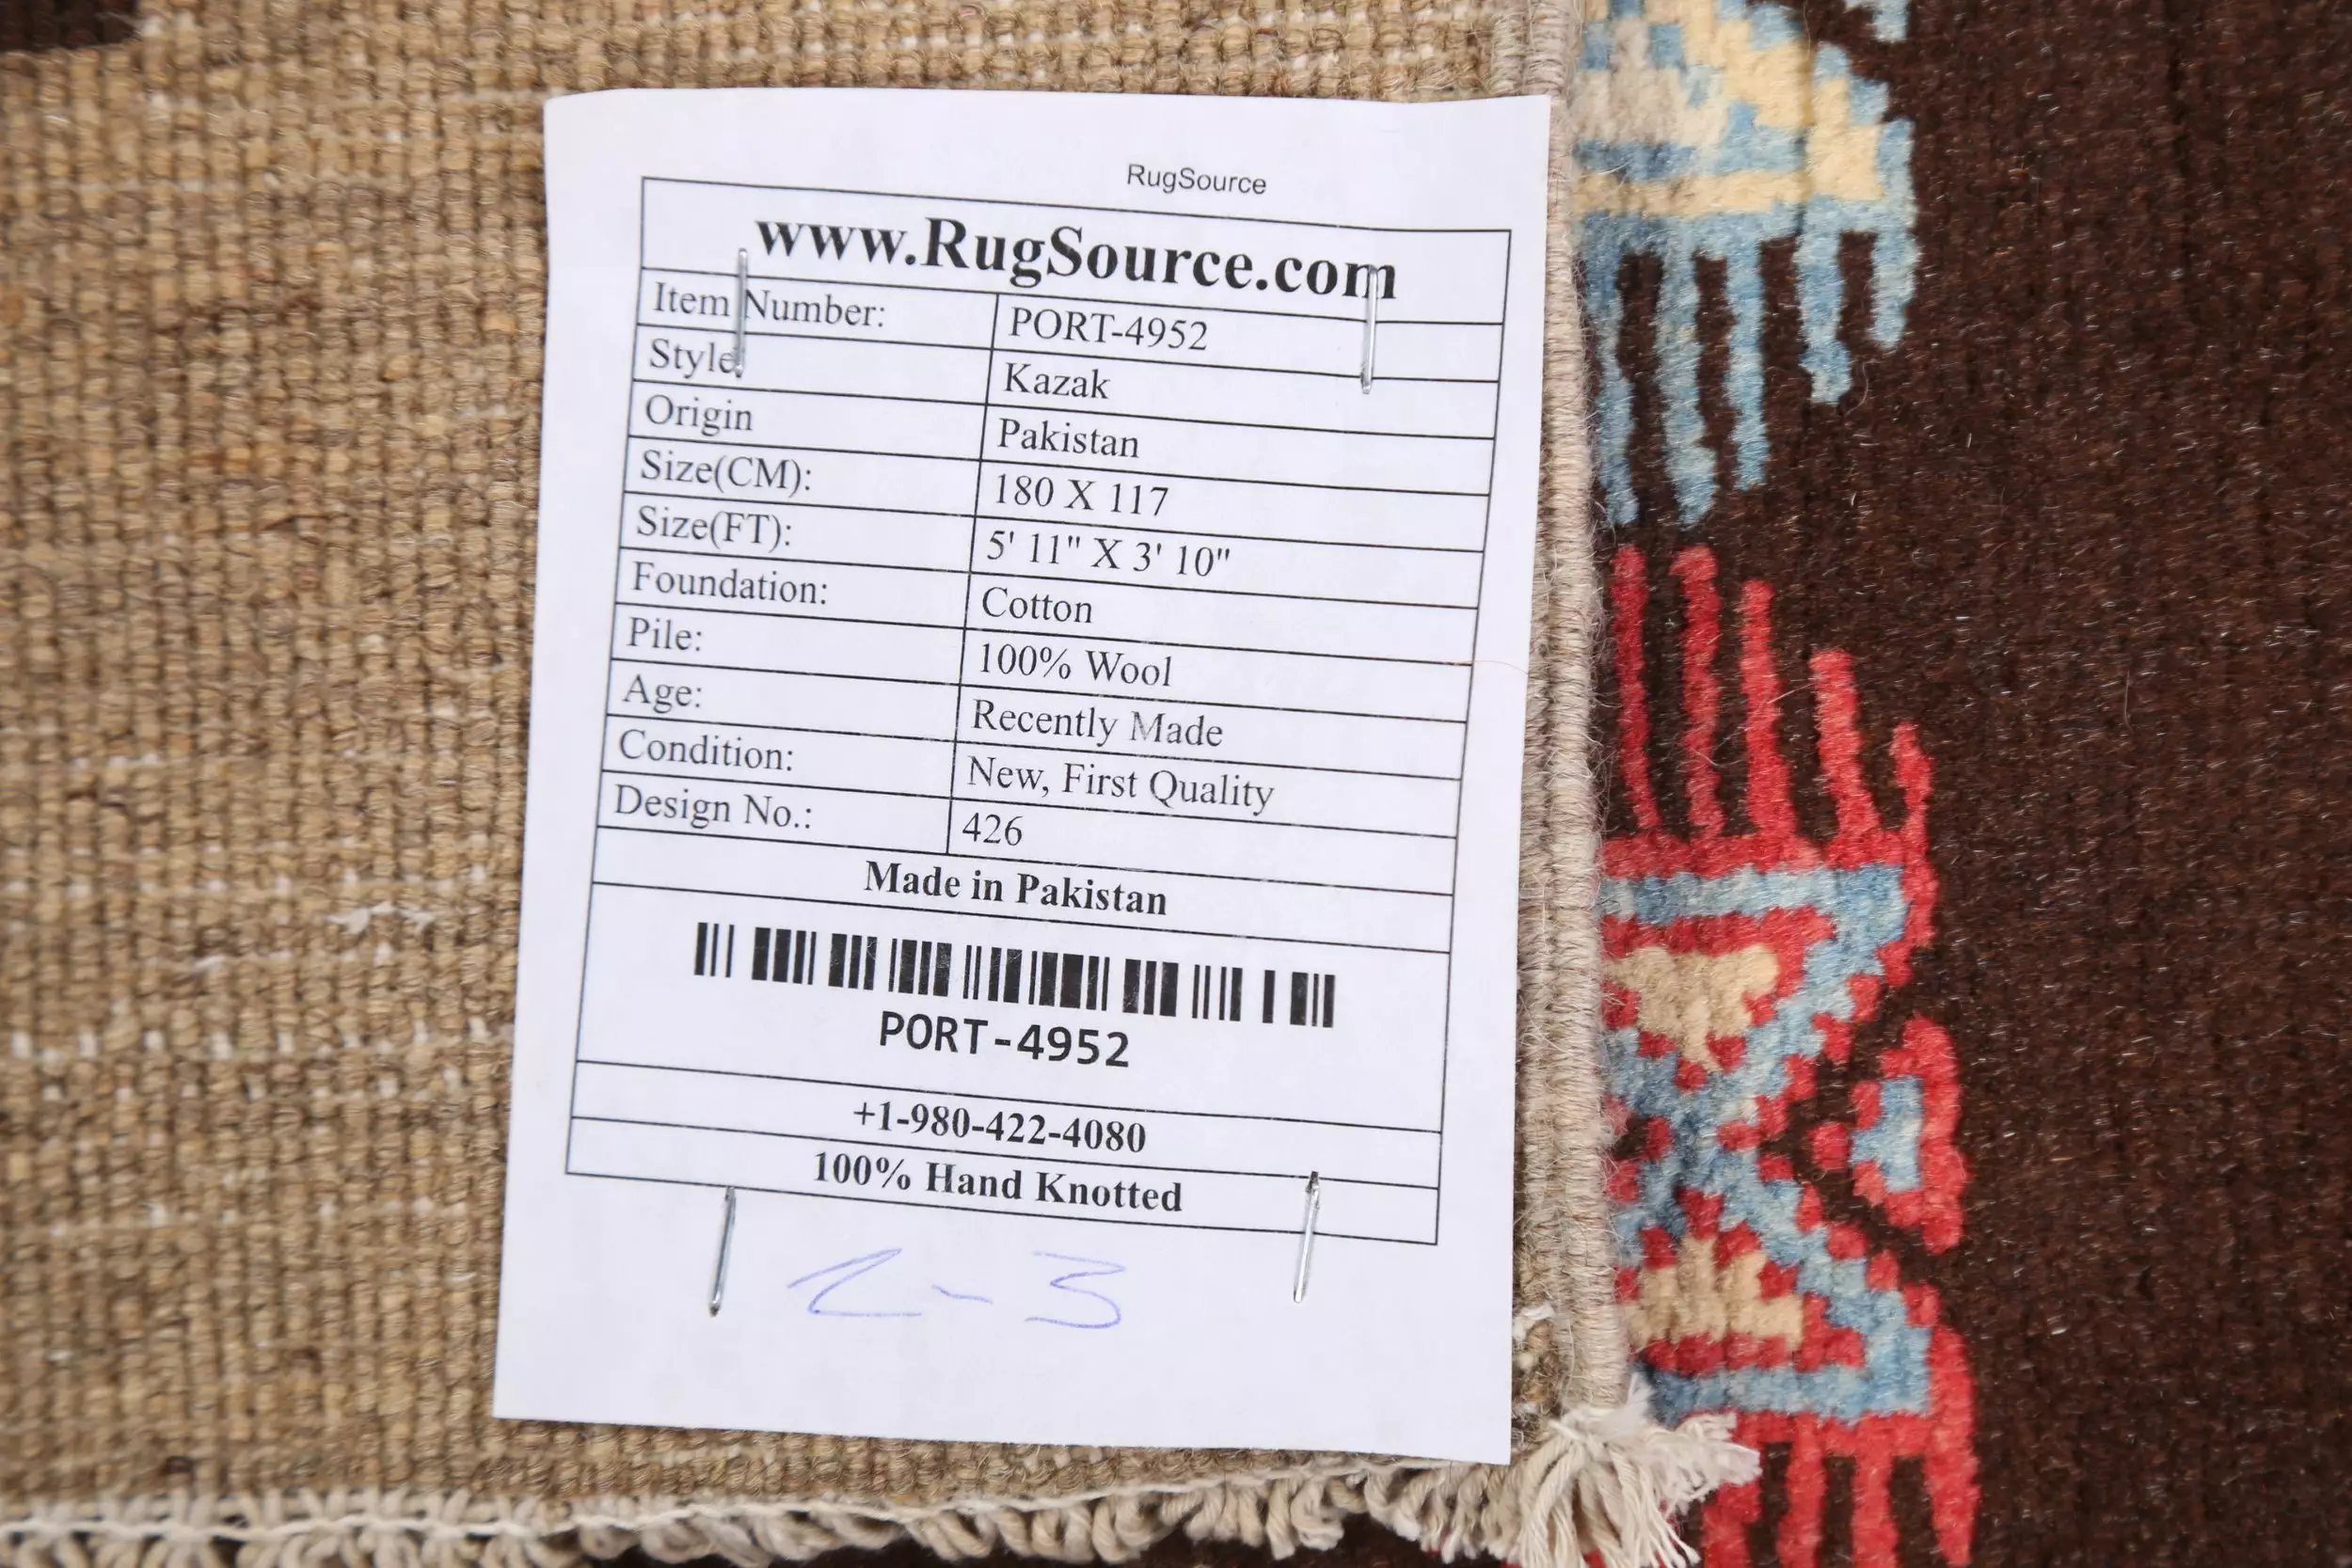 RugSource
www.RugSource.com
Item Number: PORT-4952
Style: Kazak
Origin Pakistan
Size(CM): 180 X 117
Size(FT): 5' 11" X 3' 10"
Foundation: Cotton
Pile: 100% Wool
Age: Recently Made
Condition: New, First Quality
Design No.: 426
Made in Pakistan
PORT-4952
+1-980-422-4080
100% Hand Knotted
2-3